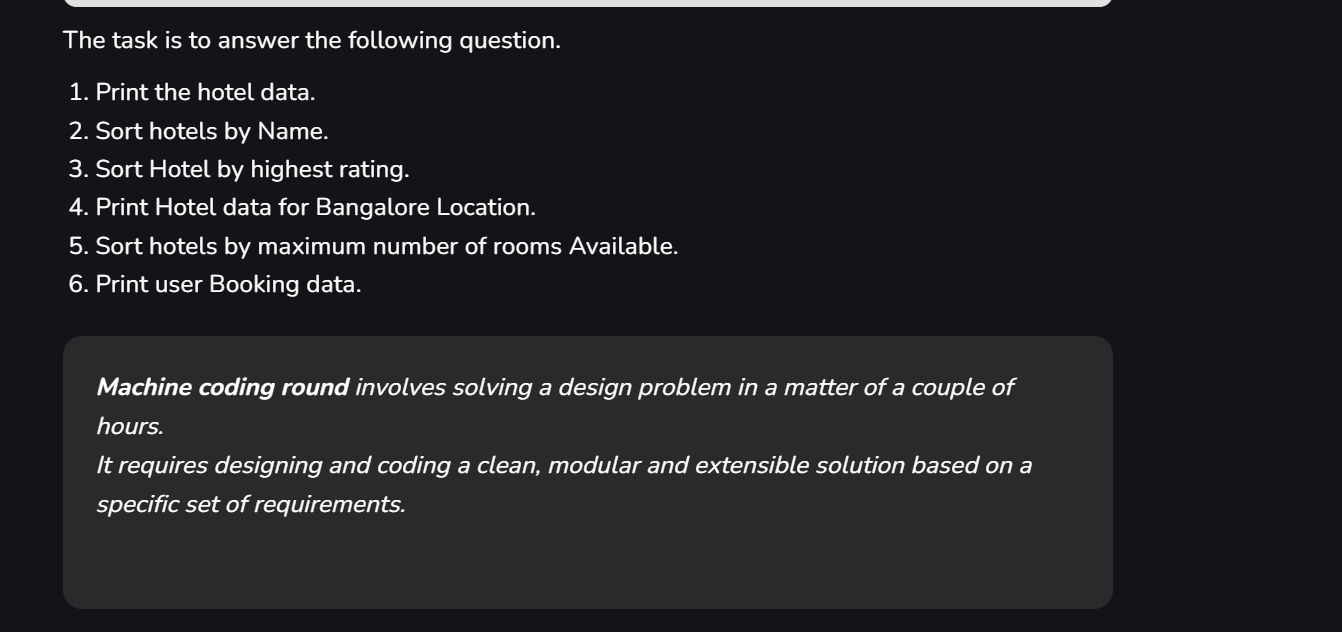 The task is to answer the following question.
1. Print the hotel data.
2. Sort hotels by Name.
3. Sort Hotel by highest rating.
4. Print Hotel data for Bangalore Location.
5. Sort hotels by maximum number of rooms Available.
6. Print user Booking data.
Machine coding round involves solving a design problem in a matter of a couple of
hours.
It requires designing and coding a clean, modular and extensible solution based on a
specific set of requirements.